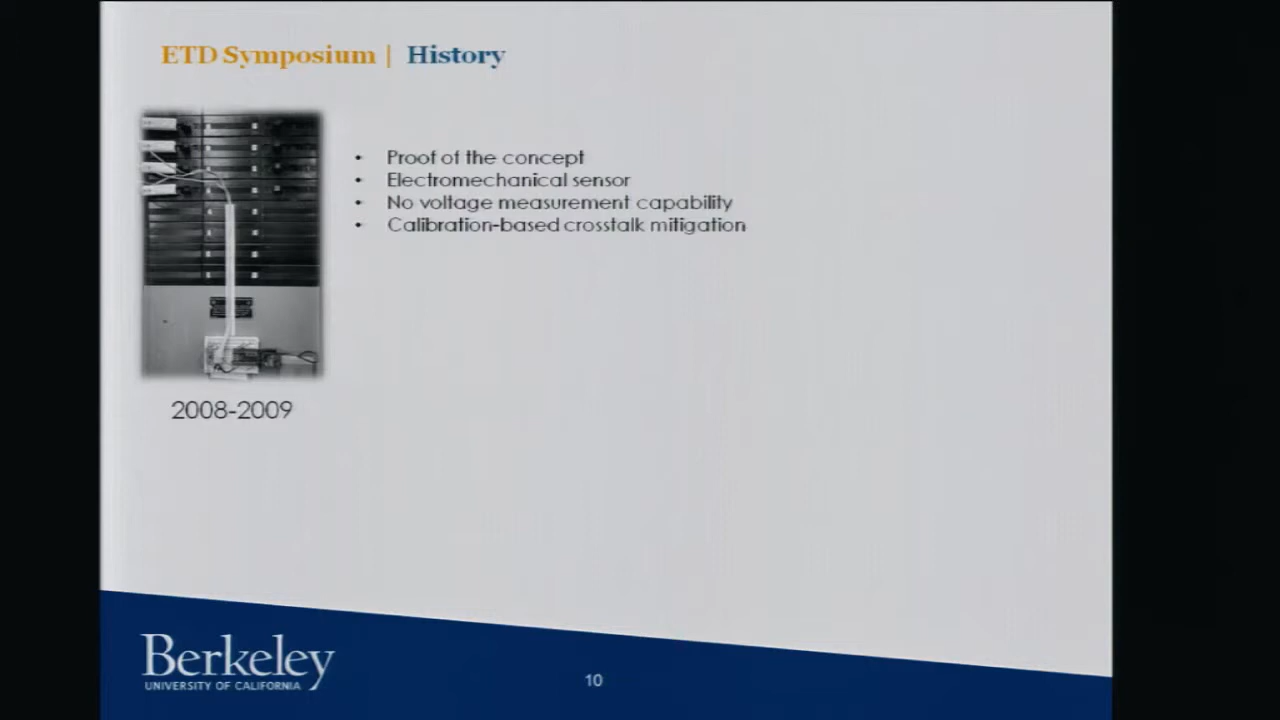 ETD Symposium | History
• Proof of the concept
• Electromechanical sensor
• No voltage measurement capability
• Calibration-based crosstalk mitigation
2008-2009
Berkeley
UNIVERSITY OF CALIFORNIA
10